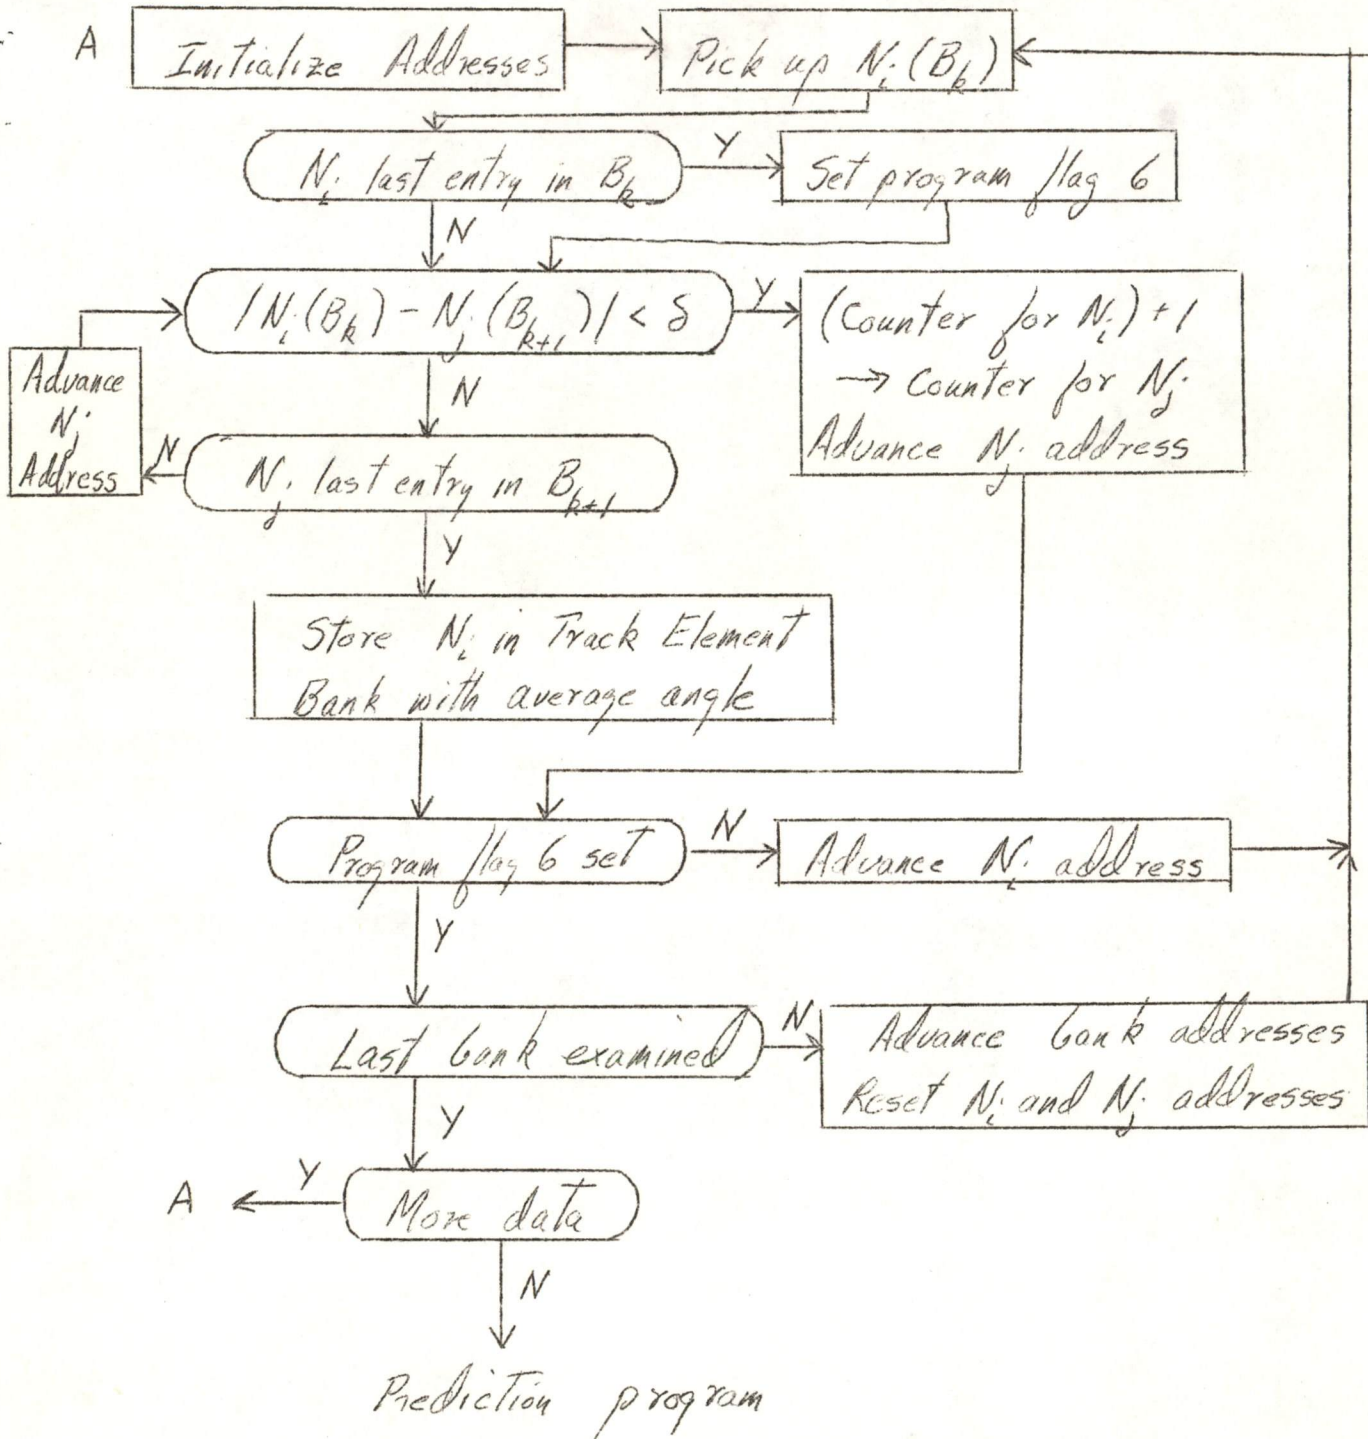 A
Initialize Addresses
Pick up N_i (B_k)
N_i last entry in B_k
Y
Set program flag 6
N
|N_i(B_k) - N_j(B_{k+1})| < δ
Y
(Counter for N_i) + 1
→ Counter for N_j
Advance N_j address
Advance
N_j
Address
N
N
N_j last entry in B_{k+1}
Y
Store N_i in Track Element
Bank with average angle
Program flag 6 set
N
Advance N_i address
Y
Last bank examined
N
Advance bank addresses
Reset N_i and N_j addresses
Y
A
Y
More data
N
Prediction program